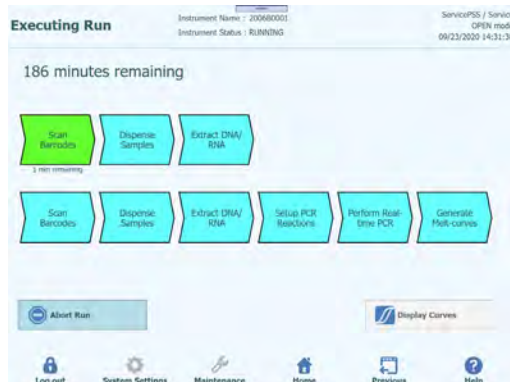 Executing Run
Instrument Name : 200680001
Instrument Status : RUNNING
ServicePSS / Servic
OPEN mod
09/23/2020 14:31:3
186 minutes remaining
Scan Barcodes
Dispense Samples
Extract DNA/ RNA
1 min remaining
Scan Barcodes
Dispense Samples
Extract DNA/ RNA
Setup PCR Reactions
Perform Real-time PCR
Generate Melt-curves
Abort Run
Display Curves
Log out
System Settings
Maintenance
Home
Previous
Help